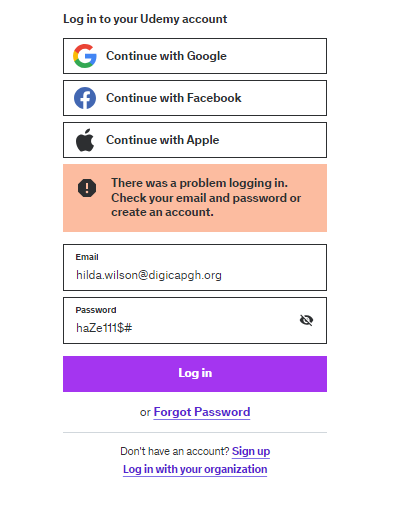 Log in to your Udemy account
Continue with Google
Continue with Facebook
Continue with Apple
There was a problem logging in.
Check your email and password or
create an account.
Email
hilda.wilson@digicapgh.org
Password
haZe111$#
Log in
or Forgot Password
Don't have an account? Sign up
Log in with your organization